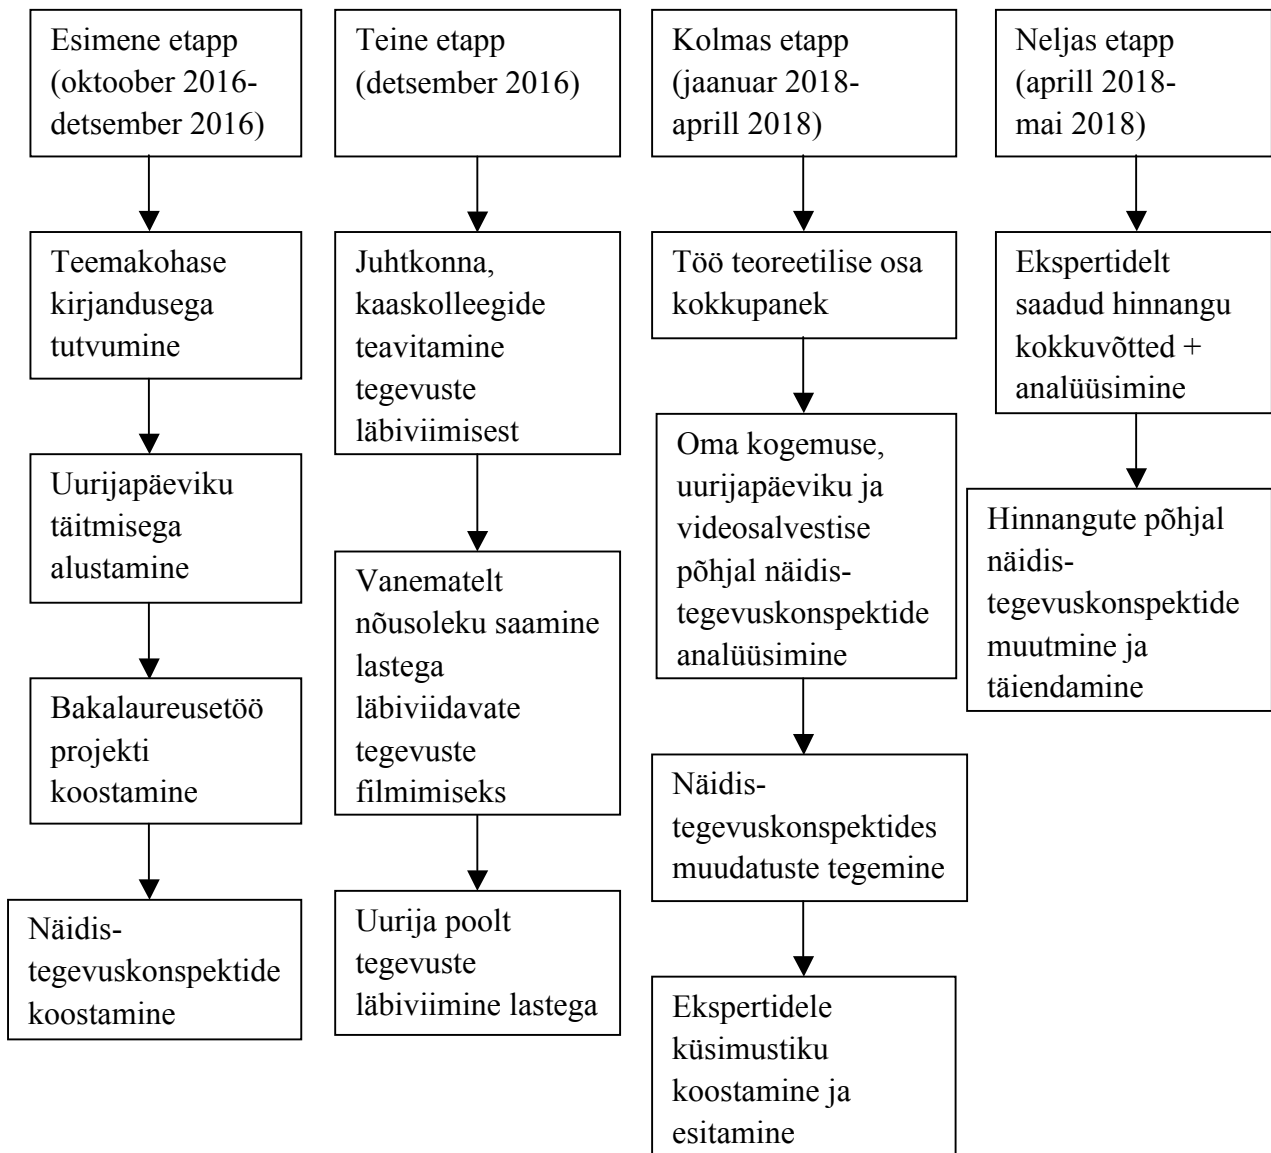 Esimene etapp
(oktoober 2016-
detsember 2016)
Teemakohase
kirjandusega
tutvumine
Uurijapäeviku
täitmisega
alustamine
Bakalaureusetöö
projekti
koostamine
Näidis-
tegevuskonspektide
koostamine
Teine etapp
(detsember 2016)
Juhtkonna,
kaaskolleegide
teavitamine
tegevuste
läbiviimisest
Vanematelt
nõusoleku saamine
lastega
läbiviidavate
tegevuste
filmimiseks
Uurija poolt
tegevuste
läbiviimine lastega
Kolmas etapp
(jaanuar 2018-
aprill 2018)
Töö teoreetilise osa
kokkupanek
Oma kogemuse,
uurijapäeviku ja
videosalvestise
põhjal näidis-
tegevuskonspektide
analüüsimine
Näidis-
tegevuskonspektides
muudatuste tegemine
Ekspertidele
küsimustiku
koostamine ja
esitamine
Neljas etapp
(aprill 2018-
mai 2018)
Ekspertidelt
saadud hinnangu
kokkuvõtted +
analüüsimine
Hinnangute põhjal
näidis-
tegevuskonspektide
muutmine ja
täiendamine